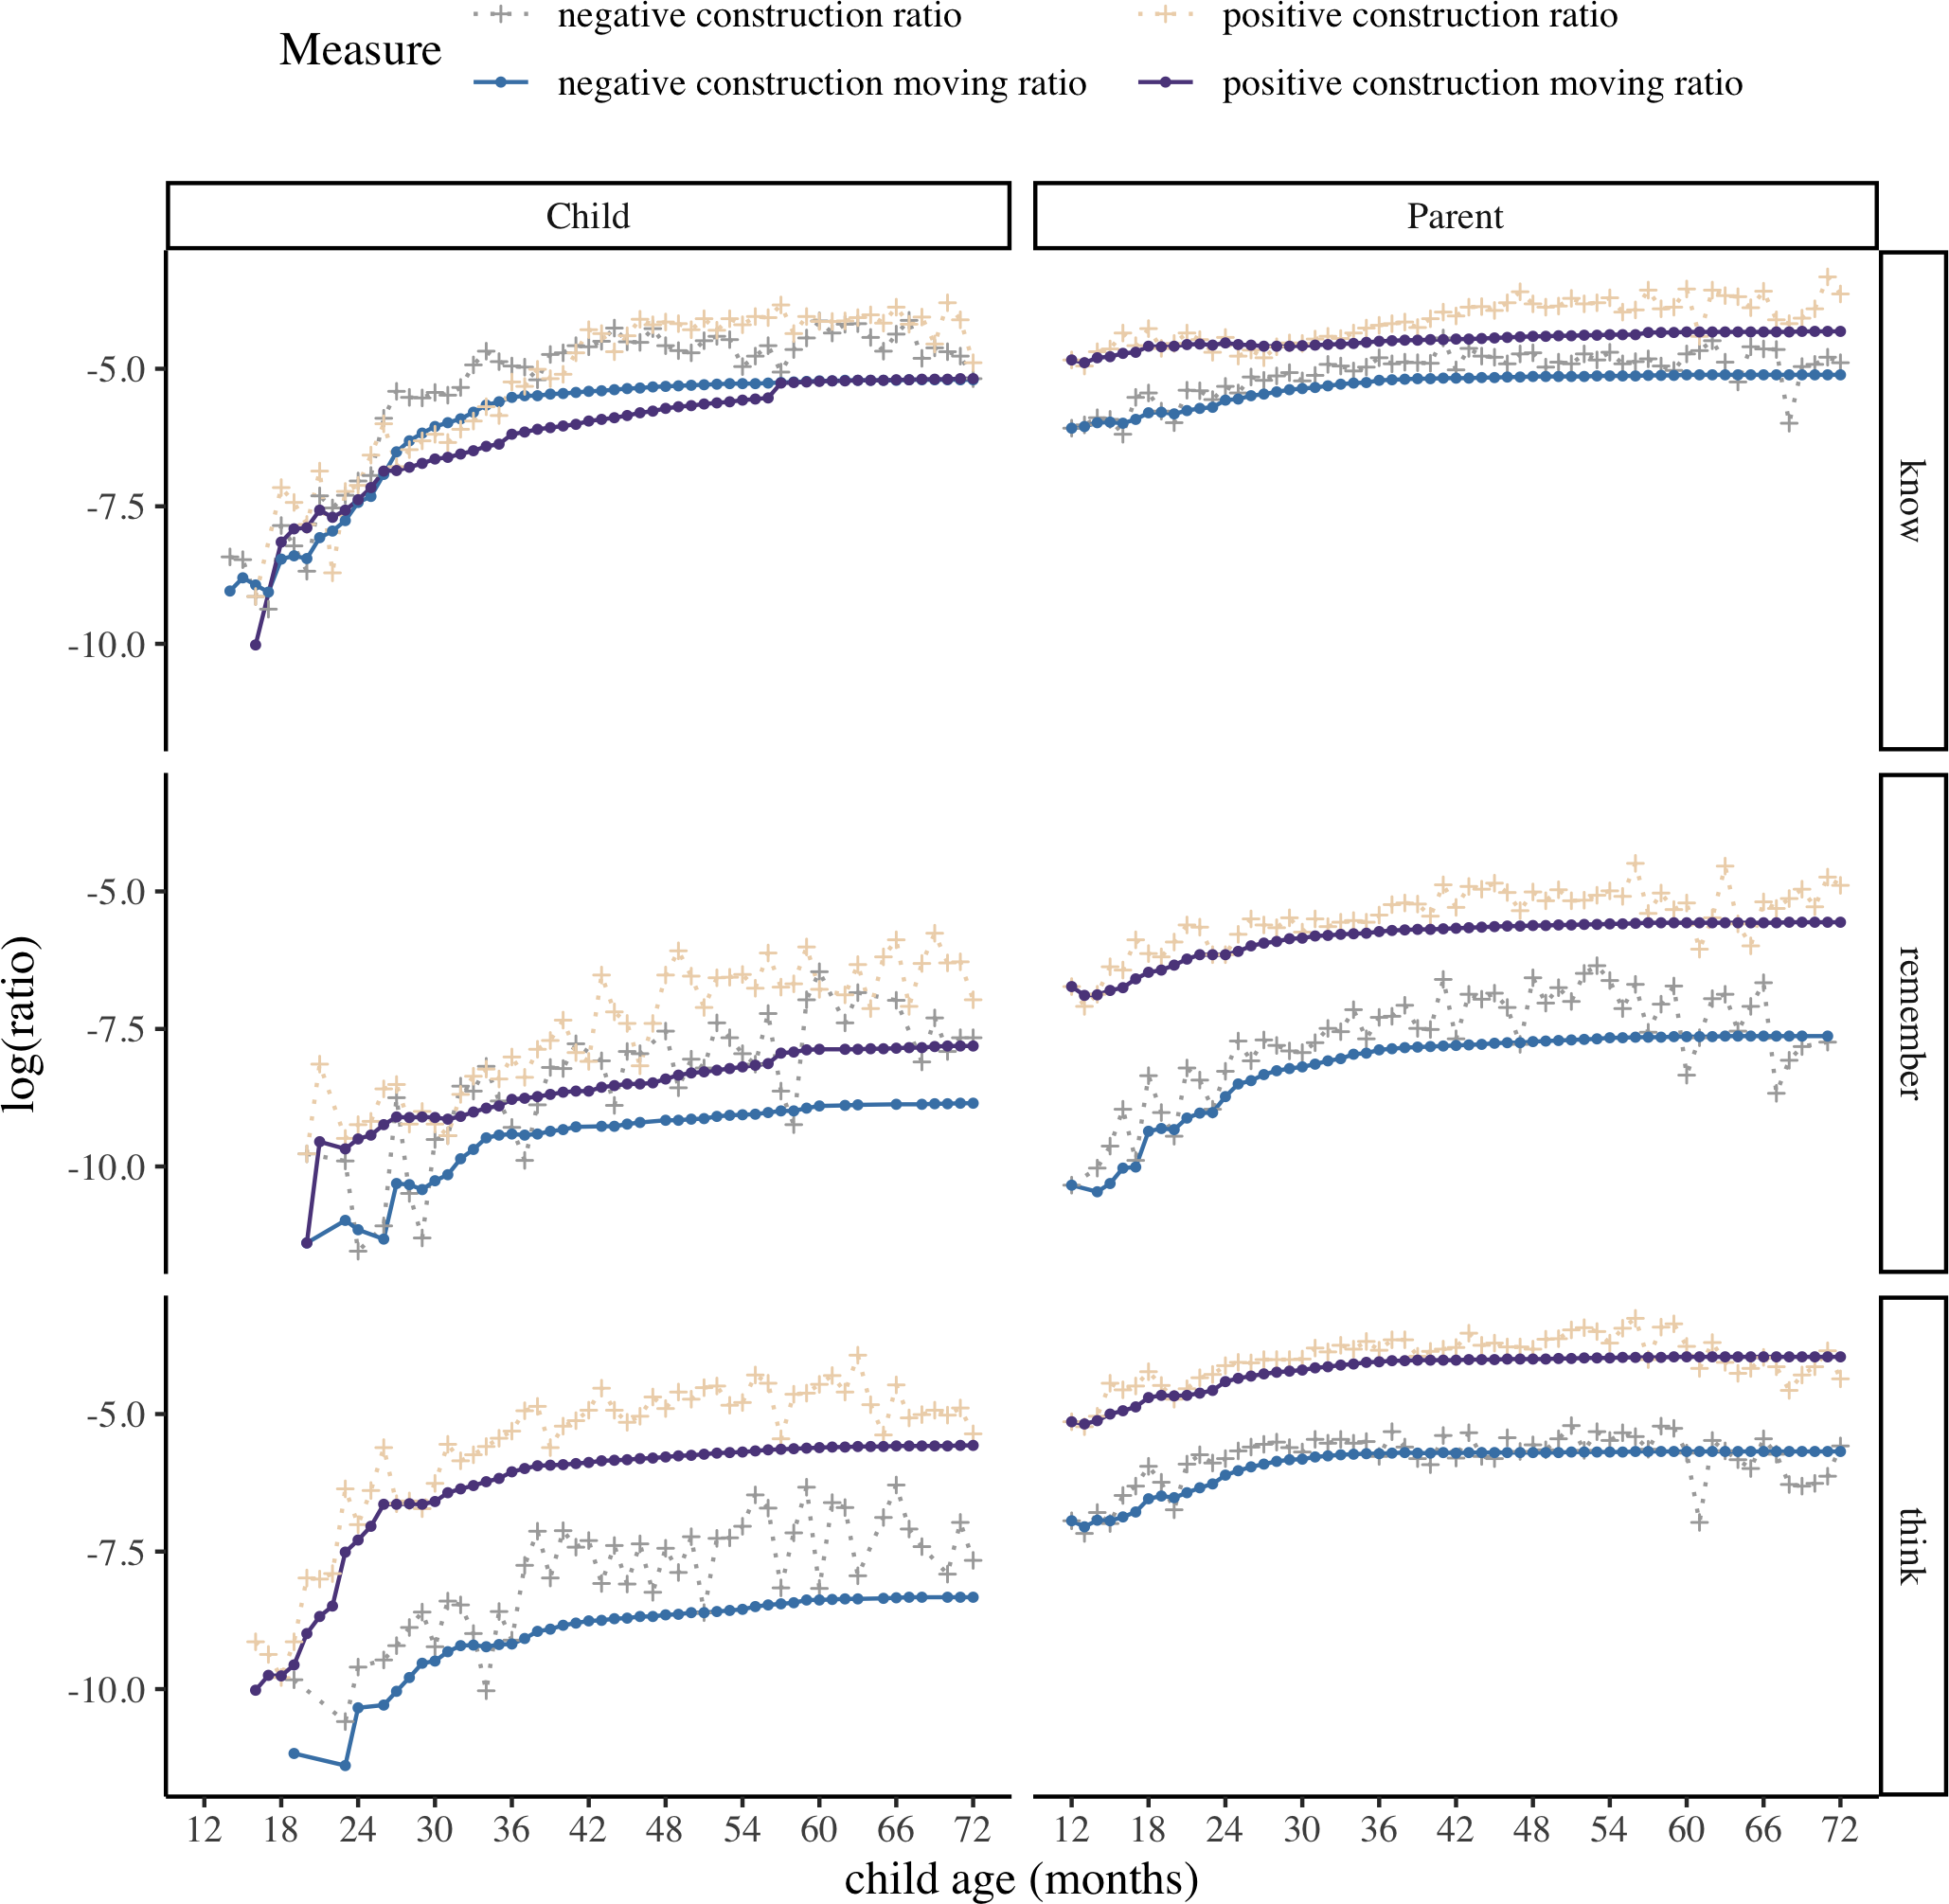 negative construction ratio
positive construction ratio
Measure
negative construction moving ratio
positive construction moving ratio
Child
Parent
-5.0
-7.5
-10.0
know
-5.0
-7.5
-10.0
remember
log(ratio)
-5.0
-7.5
-10.0
think
12 18 24 30 36 42 48 54 60 66 72
12 18 24 30 36 42 48 54 60 66 72
child age (months)